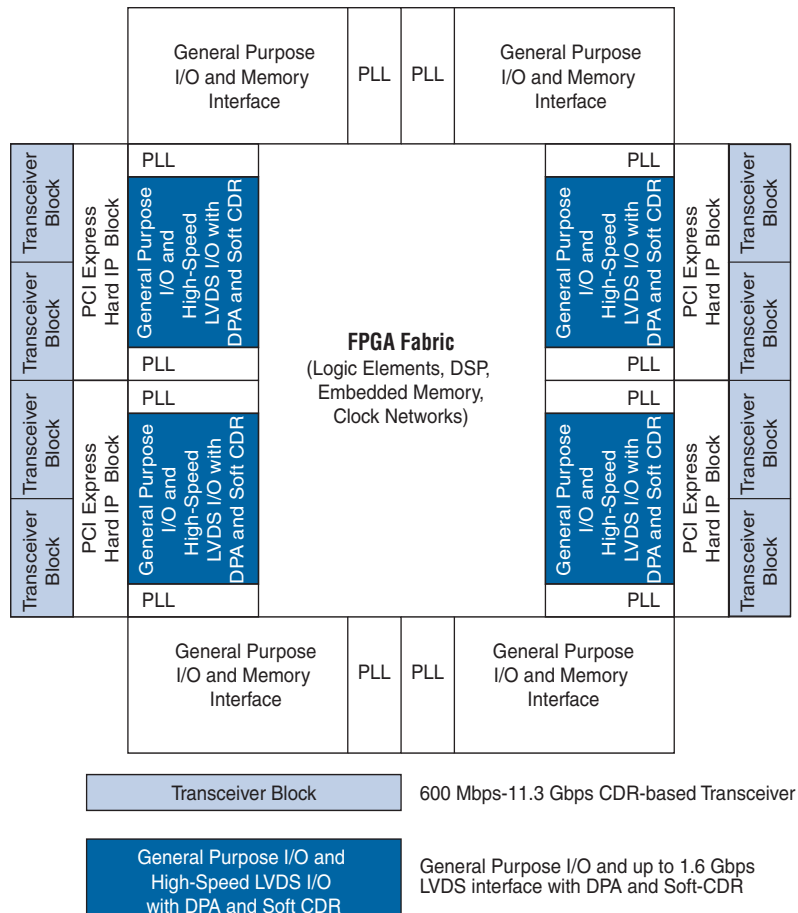 General Purpose
I/O and Memory
Interface
PLL
PLL
General Purpose
I/O and Memory
Interface
Transceiver
Block
Transceiver
Block
PCI Express
Hard IP Block
PLL
General Purpose
I/O and
High-Speed
LVDS I/O with
DPA and Soft CDR
PLL
PLL
General Purpose
I/O and
High-Speed
LVDS I/O with
DPA and Soft CDR
PCI Express
Hard IP Block
Transceiver
Block
Transceiver
Block
PLL
FPGA Fabric
(Logic Elements, DSP,
Embedded Memory,
Clock Networks)
Transceiver
Block
Transceiver
Block
PCI Express
Hard IP Block
PLL
General Purpose
I/O and
High-Speed
LVDS I/O with
DPA and Soft CDR
PLL
PLL
General Purpose
I/O and
High-Speed
LVDS I/O with
DPA and Soft CDR
PLL
PCI Express
Hard IP Block
Transceiver
Block
Transceiver
Block
General Purpose
I/O and Memory
Interface
PLL
PLL
General Purpose
I/O and Memory
Interface
Transceiver Block
600 Mbps-11.3 Gbps CDR-based Transceiver
General Purpose I/O and
High-Speed LVDS I/O
with DPA and Soft CDR
General Purpose I/O and up to 1.6 Gbps
LVDS interface with DPA and Soft-CDR